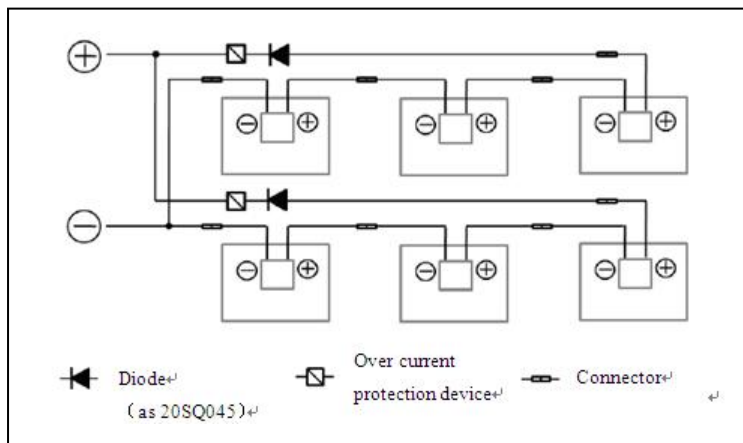 +
−
− +
− +
− +
− +
− +
− +
Diode↵
(as 20SQ045)↵
Over current
protection device↵
Connector↵
↵